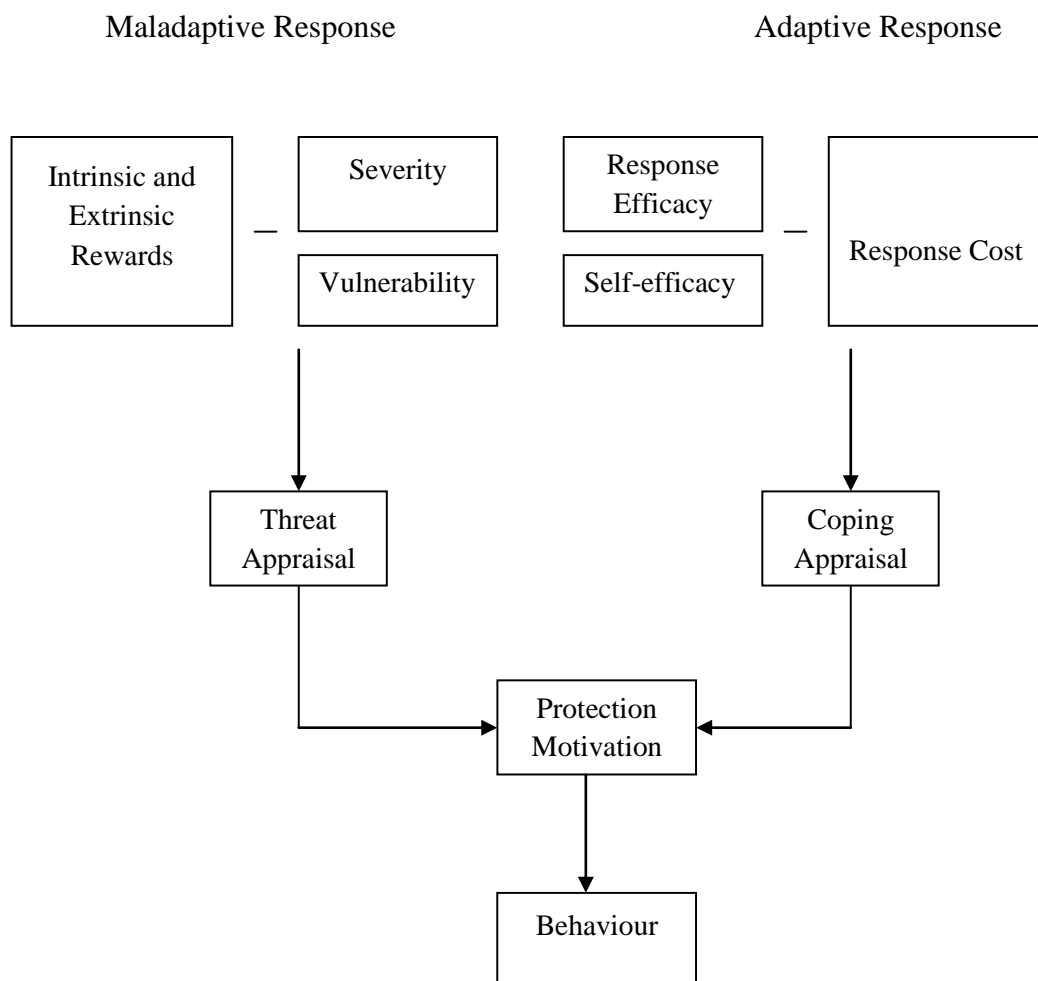 Maladaptive Response
Adaptive Response
Intrinsic and
Extrinsic
Rewards
–
Severity
Vulnerability
Response
Efficacy
Self-efficacy
–
Response Cost
Threat
Appraisal
Coping
Appraisal
Protection
Motivation
Behaviour